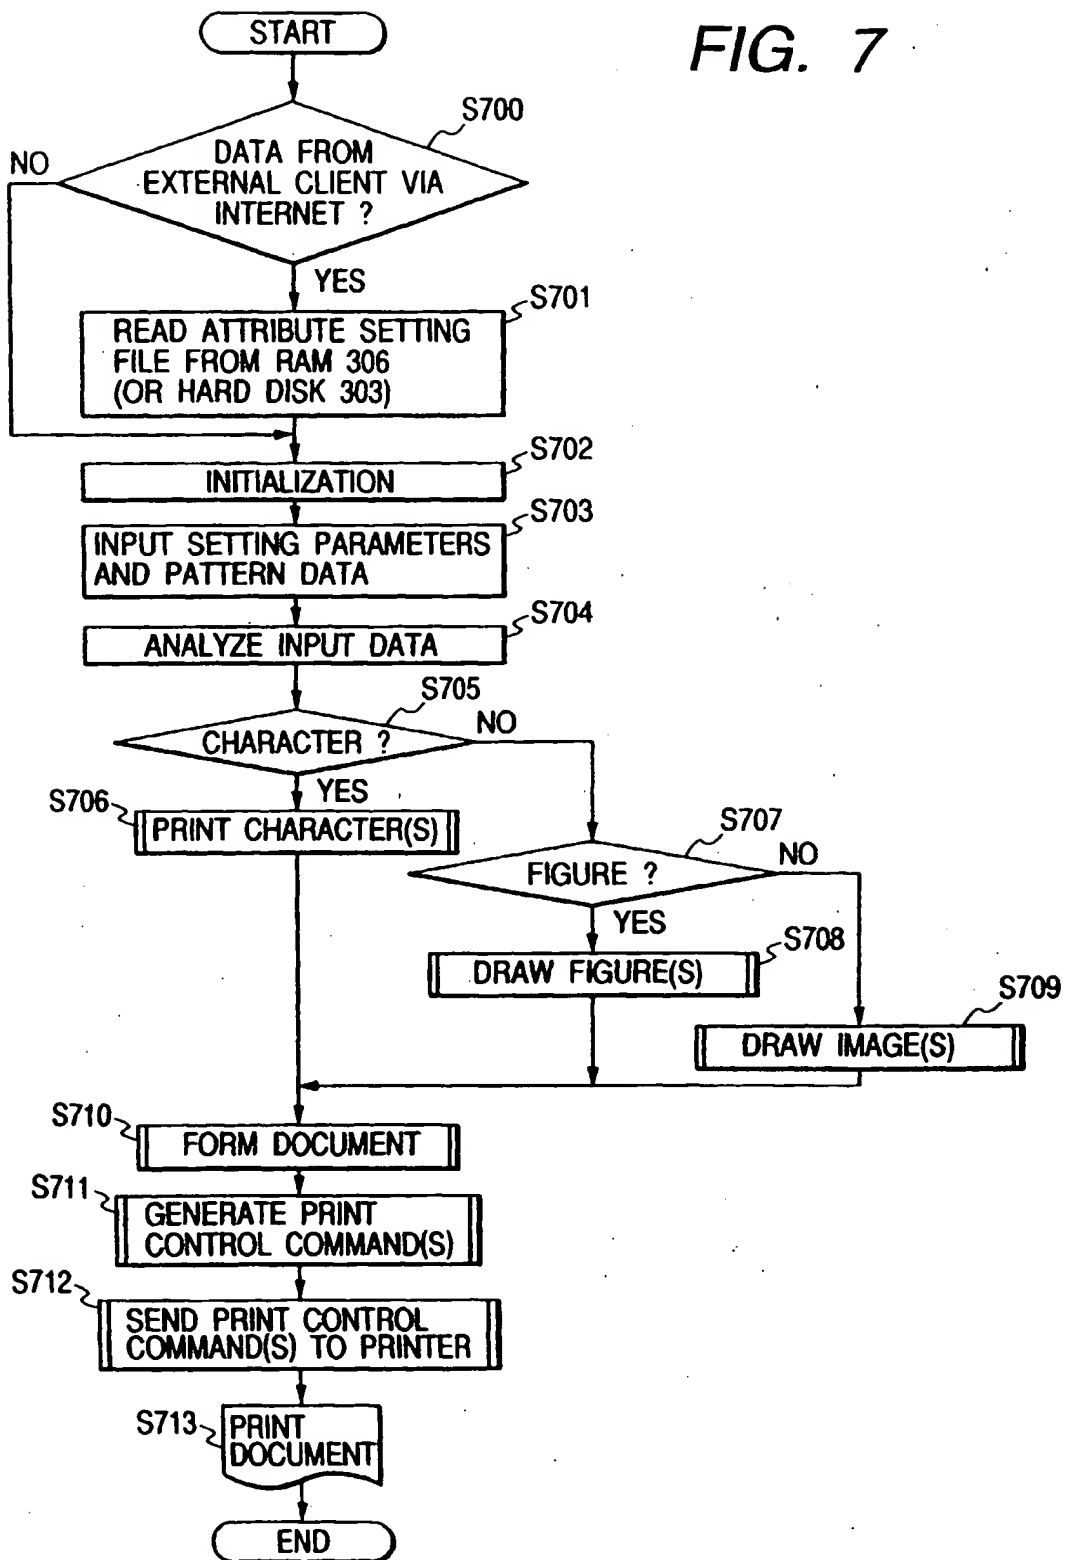 FIG. 7
START
S700
DATA FROM
EXTERNAL CLIENT VIA
INTERNET ?
NO
YES
S701
READ ATTRIBUTE SETTING
FILE FROM RAM 306
(OR HARD DISK 303)
S702
INITIALIZATION
S703
INPUT SETTING PARAMETERS
AND PATTERN DATA
S704
ANALYZE INPUT DATA
S705
CHARACTER ?
NO
YES
S706
PRINT CHARACTER(S)
S707
FIGURE ?
NO
YES
S708
DRAW FIGURE(S)
S709
DRAW IMAGE(S)
S710
FORM DOCUMENT
S711
GENERATE PRINT
CONTROL COMMAND(S)
S712
SEND PRINT CONTROL
COMMAND(S) TO PRINTER
S713
PRINT
DOCUMENT
END